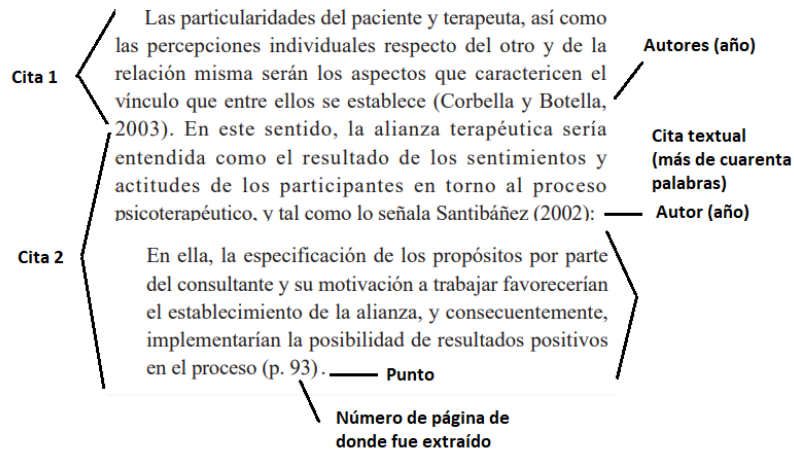 Las particularidades del paciente y terapeuta, así como
las percepciones individuales respecto del otro y de la
relación misma serán los aspectos que caractericen el
vínculo que entre ellos se establece (Corbella y Botella,
2003). En este sentido, la alianza terapéutica sería
entendida como el resultado de los sentimientos y
actitudes de los participantes en torno al proceso
psicoterapéutico, y tal como lo señala Santibáñez (2002):
En ella, la especificación de los propósitos por parte
del consultante y su motivación a trabajar favorecerían
el establecimiento de la alianza, y consecuentemente,
implementarían la posibilidad de resultados positivos
en el proceso (p. 93).
Cita 1
Cita 2
Autores (año)
Cita textual
(más de cuarenta
palabras)
Autor (año)
Punto
Número de página de
donde fue extraído